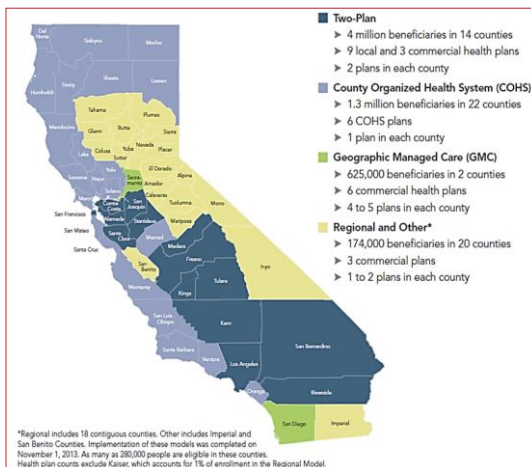 Two-Plan
➤ 4 million beneficiaries in 14 counties
➤ 9 local and 3 commercial health plans
➤ 2 plans in each county
County Organized Health System (COHS)
➤ 1.3 million beneficiaries in 22 counties
➤ 6 COHS plans
➤ 1 plan in each county
Geographic Managed Care (GMC)
➤ 625,000 beneficiaries in 2 counties
➤ 6 commercial health plans
➤ 4 to 5 plans in each county
Regional and Other*
➤ 174,000 beneficiaries in 20 counties
➤ 3 commercial plans
➤ 1 to 2 plans in each county
Del
Norte
Siskiyou
Modoc
Humboldt
Trinity
Shasta
Lassen
Tehama
Plumas
Mendocino
Glenn
Butte
Sierra
Colusa
Yuba
Nevada
Sutter
Placer
Lake
El Dorado
Sonoma
Napa
Yolo
Sacra-
mento
Amador
Alpina
Solano
Calaveras
Marin
Contra
Costa
San
Joaquin
Tuolumna
Mono
San Francisco
Alameda
Stanislaus
Mariposa
San Mateo
Santa
Clara
Merced
Santa Cruz
Madera
San
Benito
Fresno
Inyo
Monterey
Kings
Tulare
San Luis
Obispo
Kern
San Bernardino
Santa Barbara
Ventura
Los Angeles
Orange
Riverside
San Diego
Imperial
*Regional includes 18 contiguous counties. Other includes Imperial and
San Benito Counties. Implementation of these models was completed on
November 1, 2013. As many as 280,000 people are eligible in these counties.
Health plan counts exclude Kaiser, which accounts for 1% of enrollment in the Regional Model.